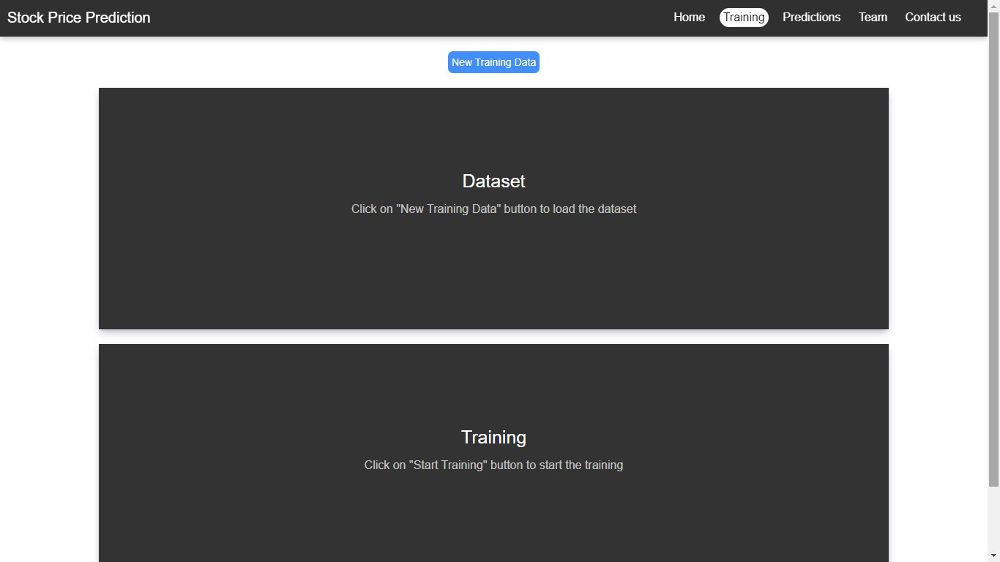 Stock Price Prediction
Home Training Predictions Team Contact us
New Training Data
Dataset
Click on "New Training Data" button to load the dataset
Training
Click on "Start Training" button to start the training